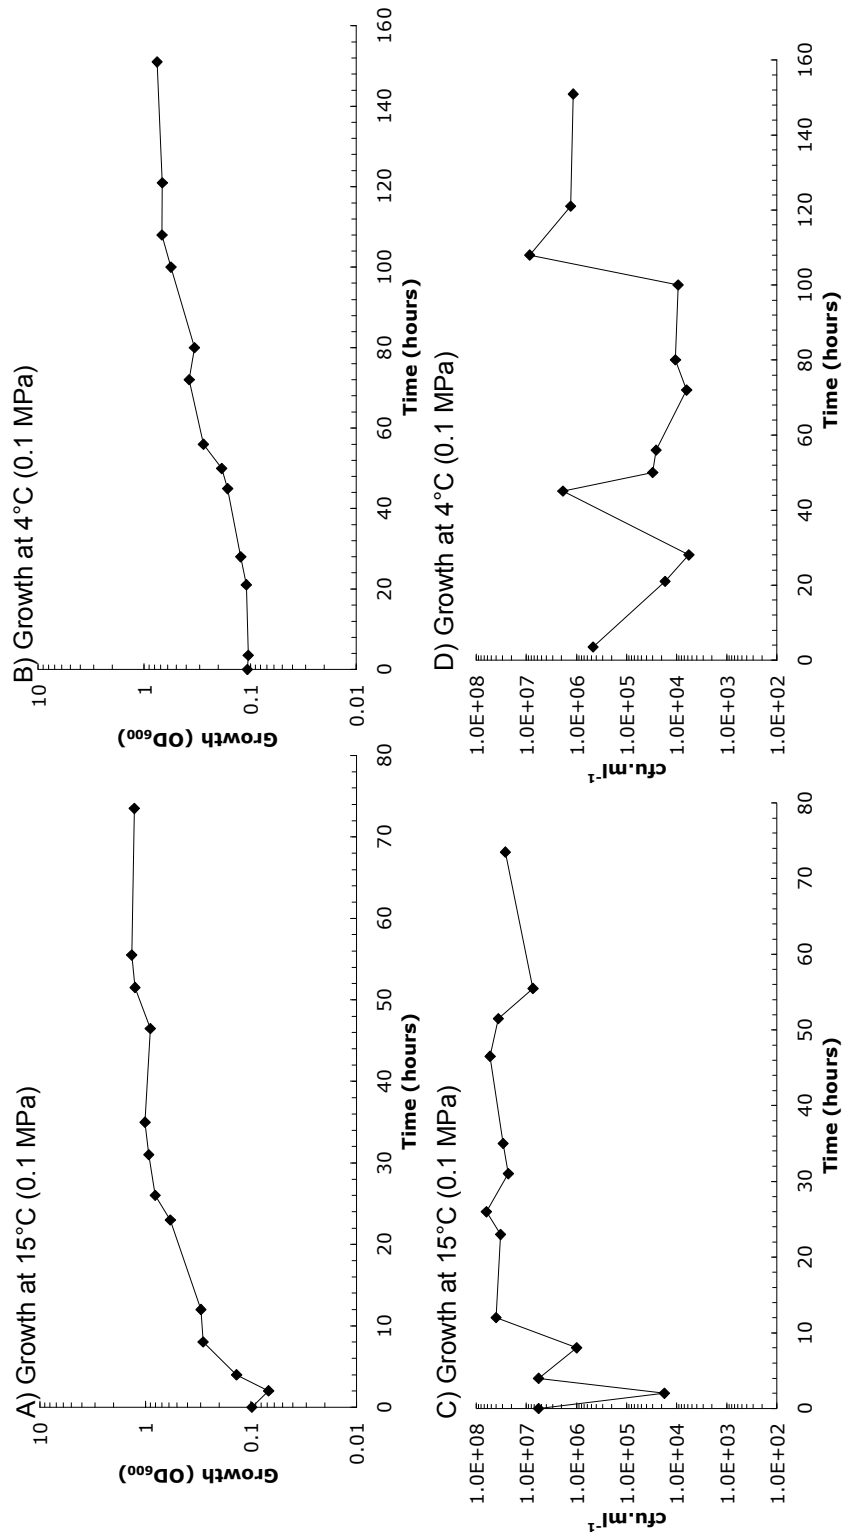 A) Growth at 15°C (0.1 MPa)
Growth (OD₆₀₀)
10
1
0.1
0.01
0 10 20 30 40 50 60 70 80
Time (hours)
B) Growth at 4°C (0.1 MPa)
Growth (OD₆₀₀)
10
1
0.1
0.01
0 20 40 60 80 100 120 140 160
Time (hours)
C) Growth at 15°C (0.1 MPa)
cfu.ml⁻¹
1.0E+08
1.0E+07
1.0E+06
1.0E+05
1.0E+04
1.0E+03
1.0E+02
0 10 20 30 40 50 60 70 80
Time (hours)
D) Growth at 4°C (0.1 MPa)
cfu.ml⁻¹
1.0E+08
1.0E+07
1.0E+06
1.0E+05
1.0E+04
1.0E+03
1.0E+02
0 20 40 60 80 100 120 140 160
Time (hours)